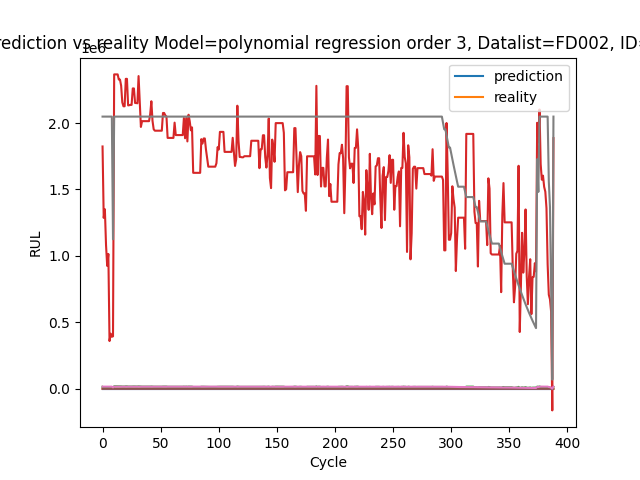 rediction vs reality Model=polynomial regression order 3, Datalist=FD002, ID=
1e6
prediction
reality
2.0
1.5
1.0
0.5
0.0
RUL
0 50 100 150 200 250 300 350 400
Cycle